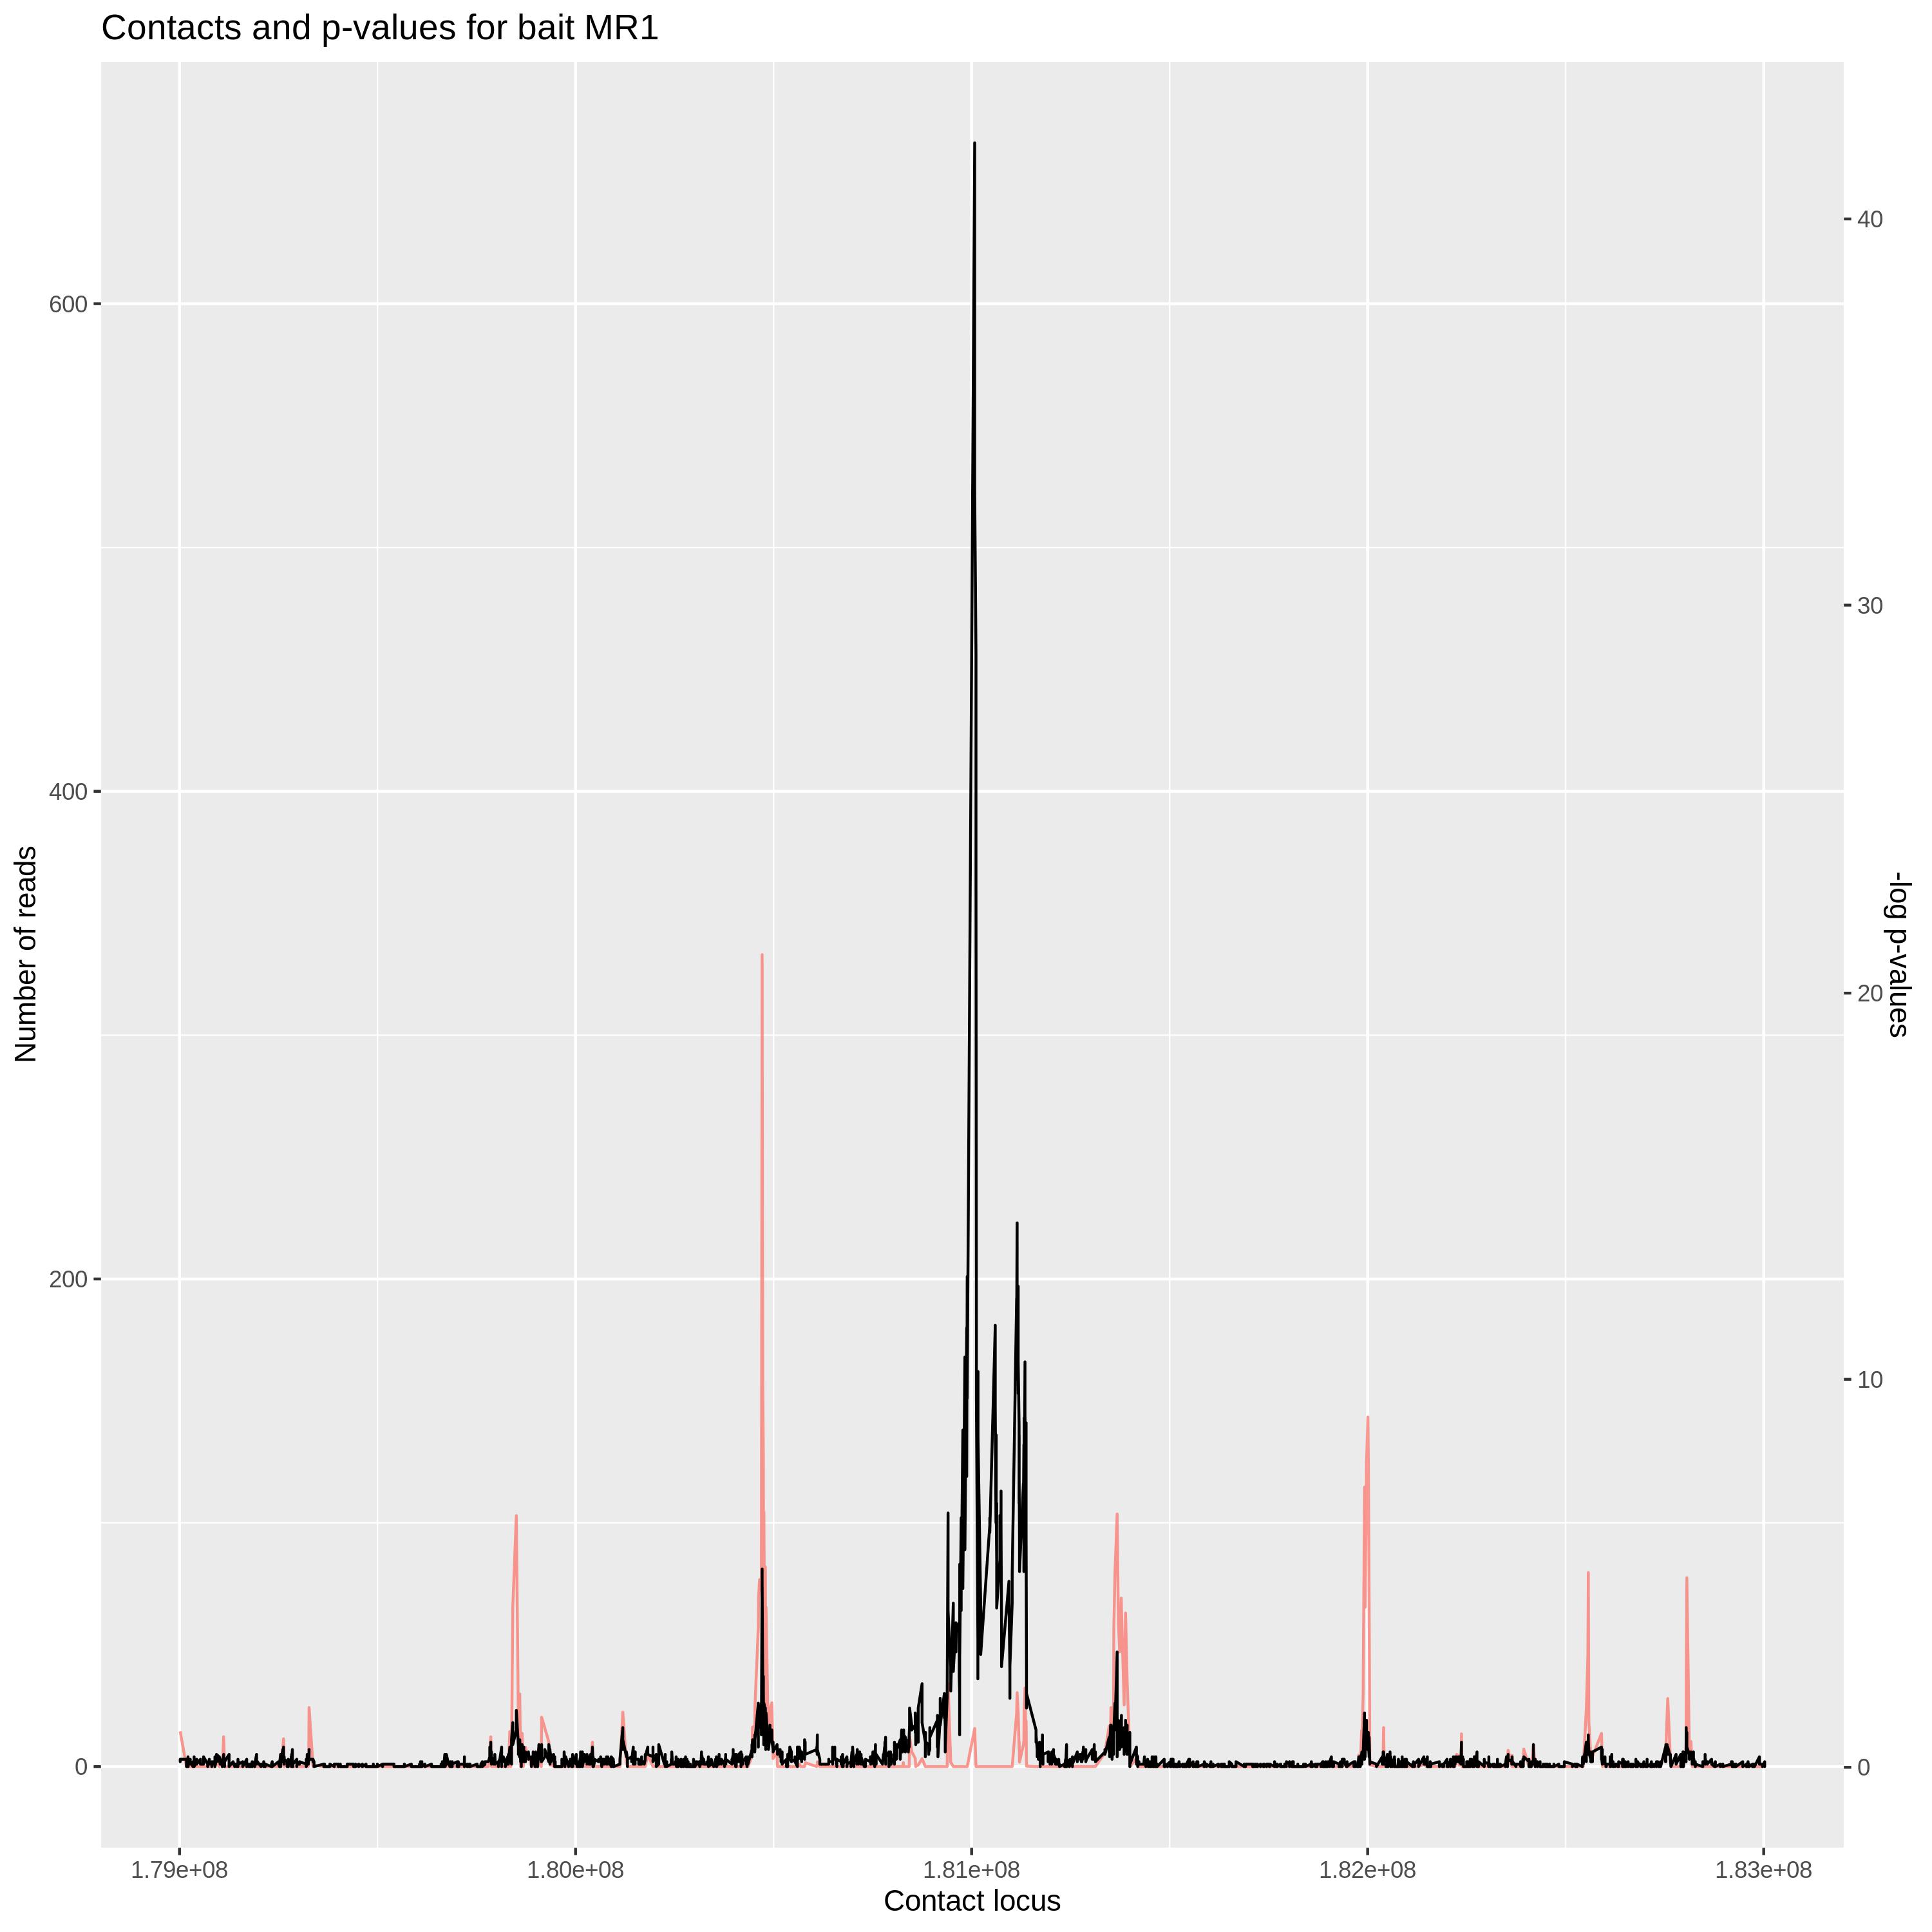 Contacts and p-values for bait MR1
600
400
200
0
Number of reads
40
30
20
10
0
-log p-values
1.79e+08 1.80e+08 1.81e+08 1.82e+08 1.83e+08
Contact locus